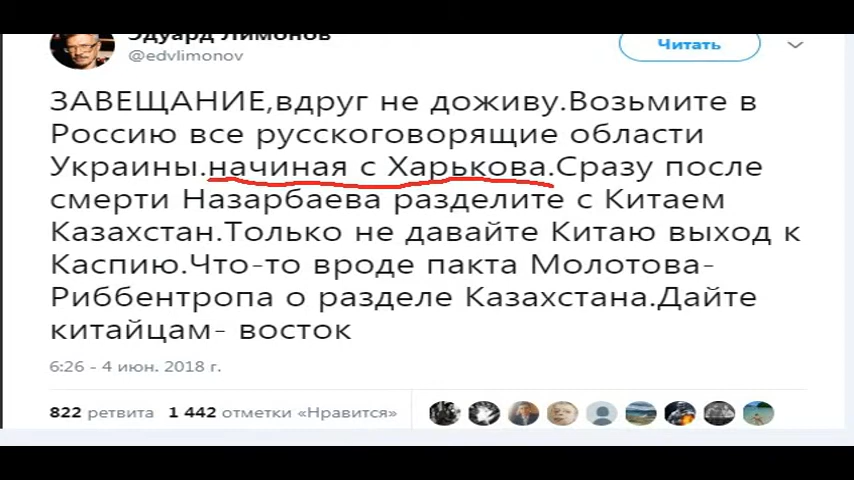 Эдуард Лимонов
@edvlimonov
Читать
ЗАВЕЩАНИЕ,вдруг не доживу.Возьмите в
Россию все русскоговорящие области
Украины.начиная с Харькова.Сразу после
смерти Назарбаева разделите с Китаем
Казахстан.Только не давайте Китаю выход к
Каспию.Что-то вроде пакта Молотова-
Риббентропа о разделе Казахстана.Дайте
китайцам- восток
6:26 - 4 июн. 2018 г.
822 ретвита 1 442 отметки «Нравится»